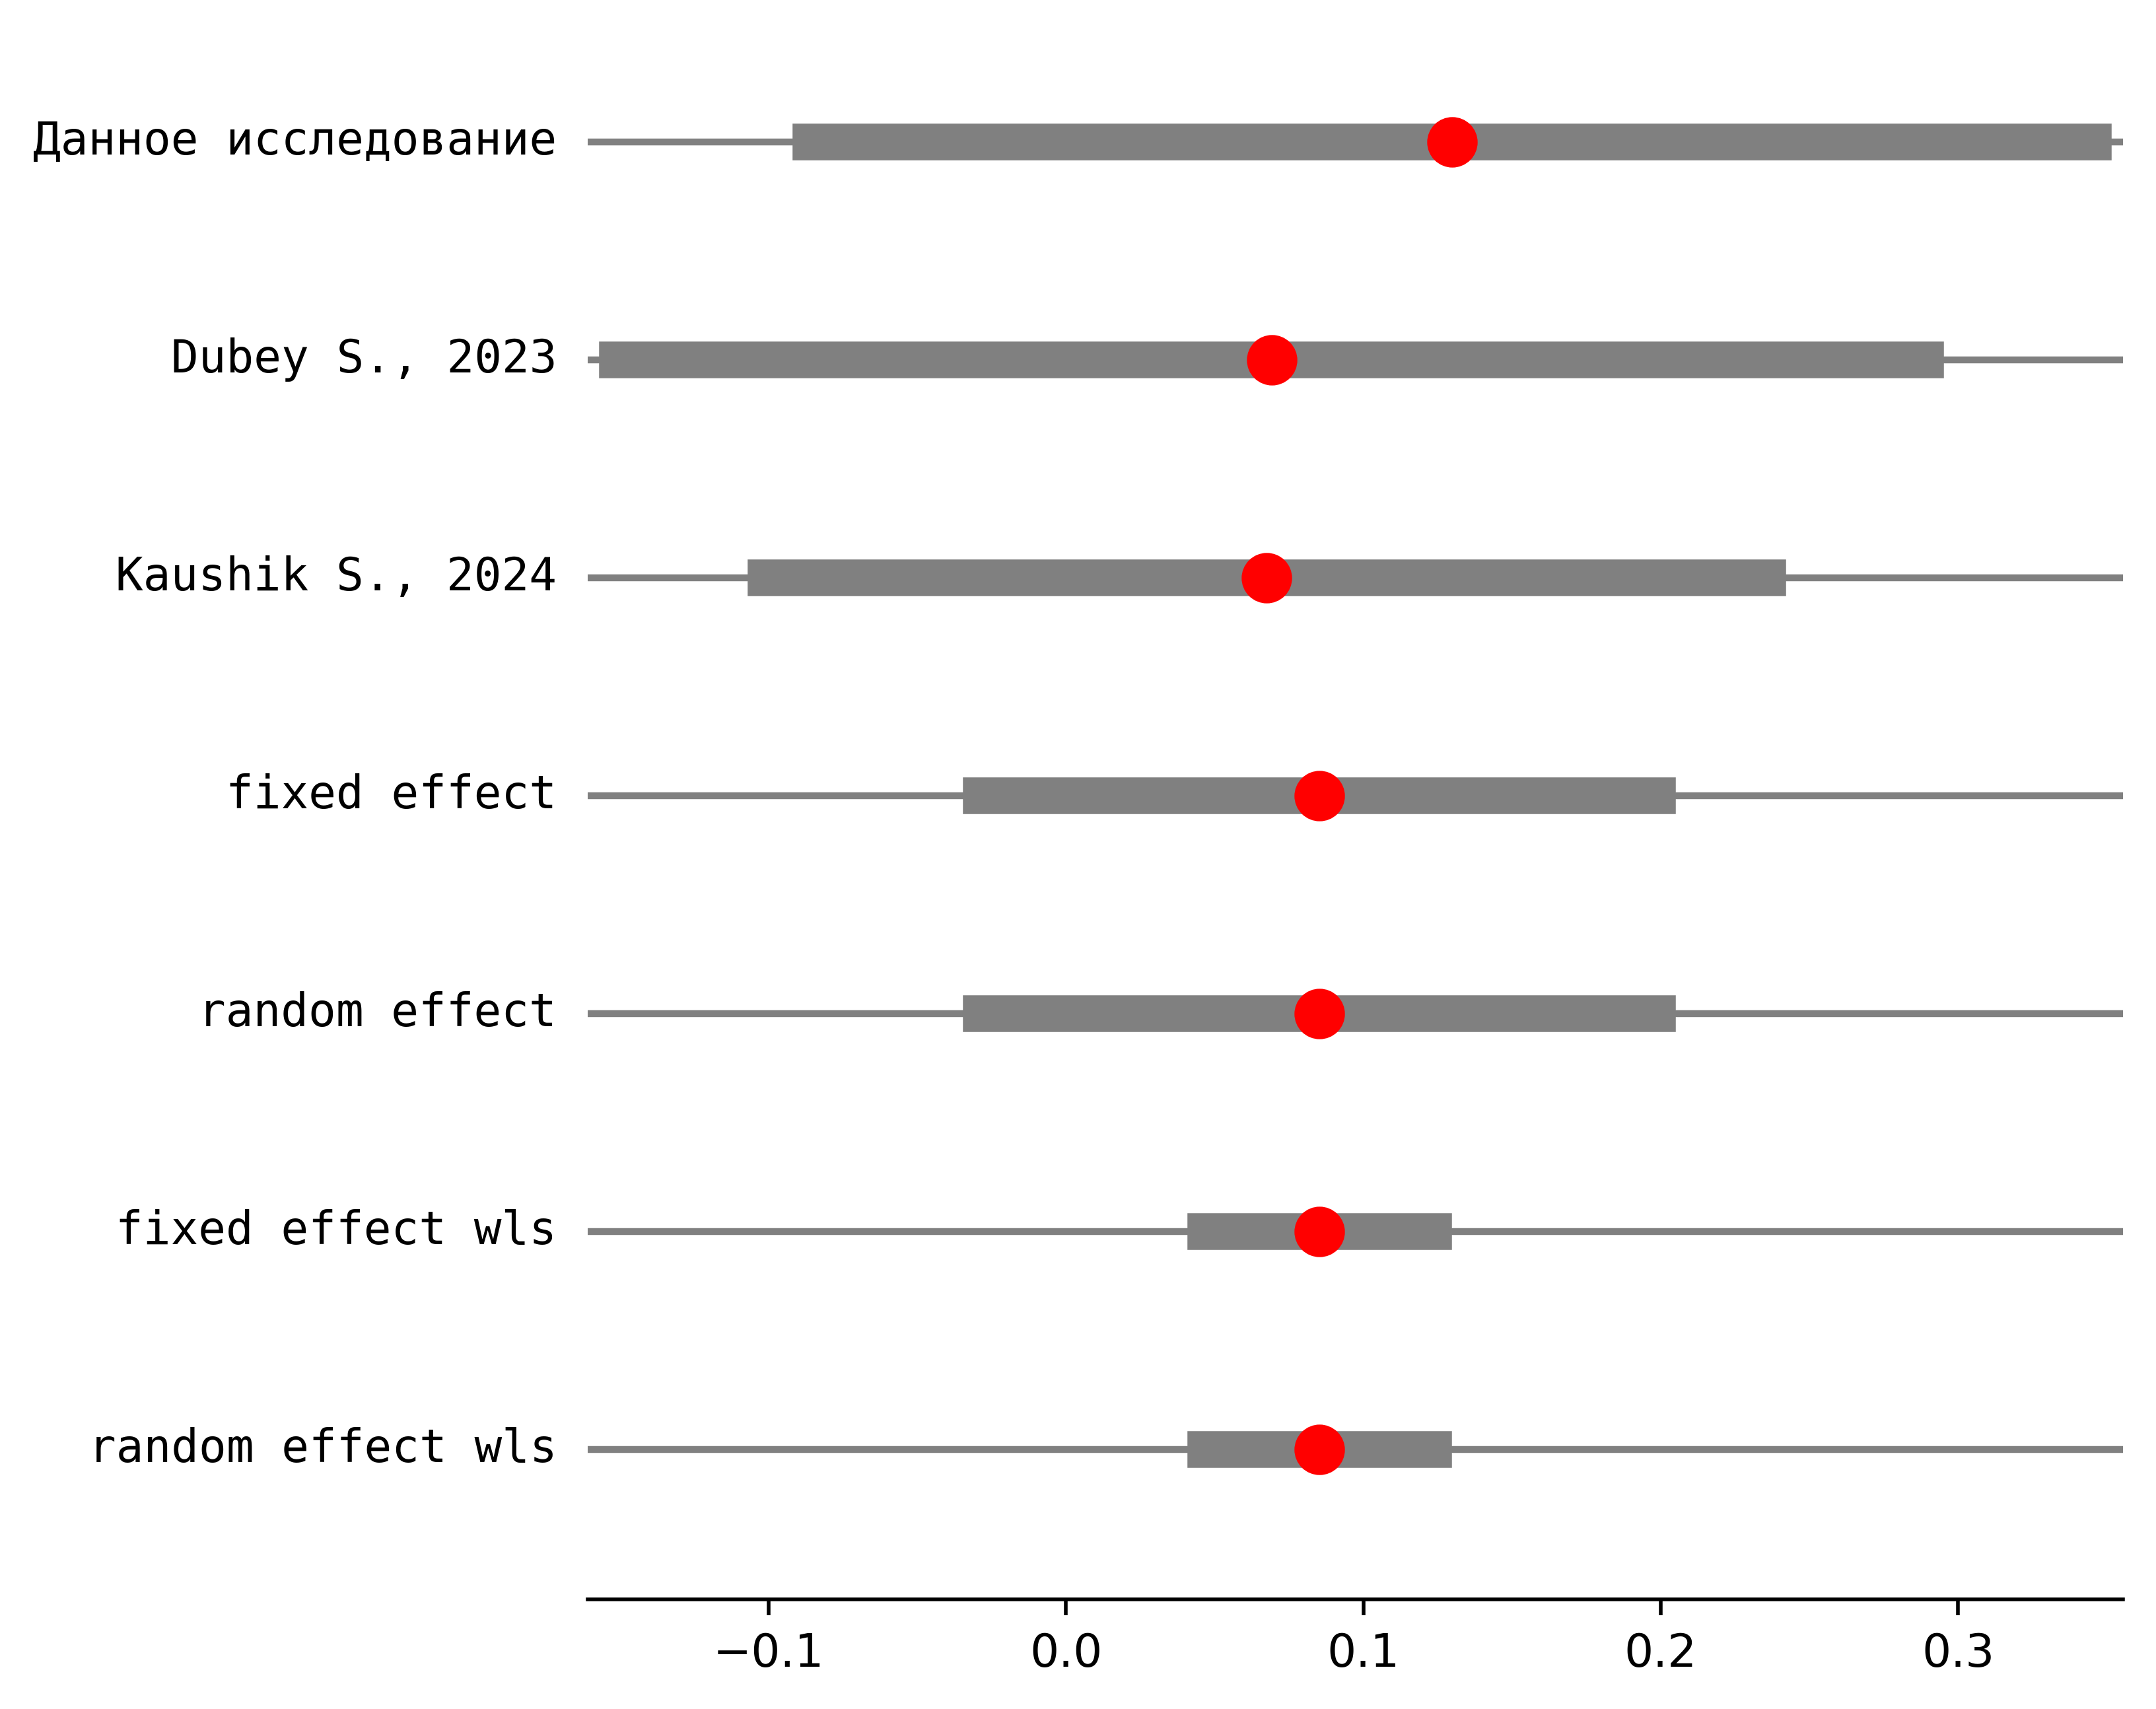 Данное исследование
Dubey S., 2023
Kaushik S., 2024
fixed effect
random effect
fixed effect wls
random effect wls
−0.1 0.0 0.1 0.2 0.3